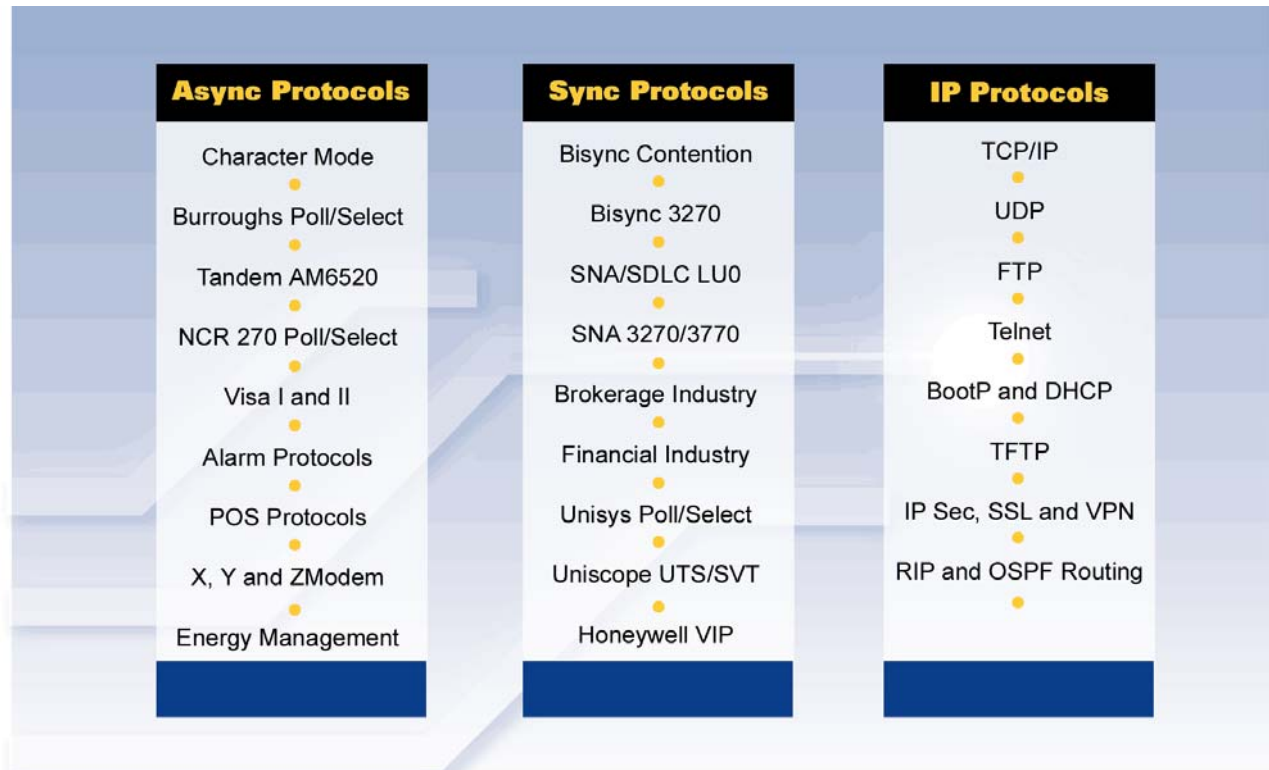 Async Protocols
Character Mode
Burroughs Poll/Select
Tandem AM6520
NCR 270 Poll/Select
Visa I and II
Alarm Protocols
POS Protocols
X, Y and ZModem
Energy Management
Sync Protocols
Bisync Contention
Bisync 3270
SNA/SDLC LU0
SNA 3270/3770
Brokerage Industry
Financial Industry
Unisys Poll/Select
Uniscope UTS/SVT
Honeywell VIP
IP Protocols
TCP/IP
UDP
FTP
Telnet
BootP and DHCP
TFTP
IP Sec, SSL and VPN
RIP and OSPF Routing